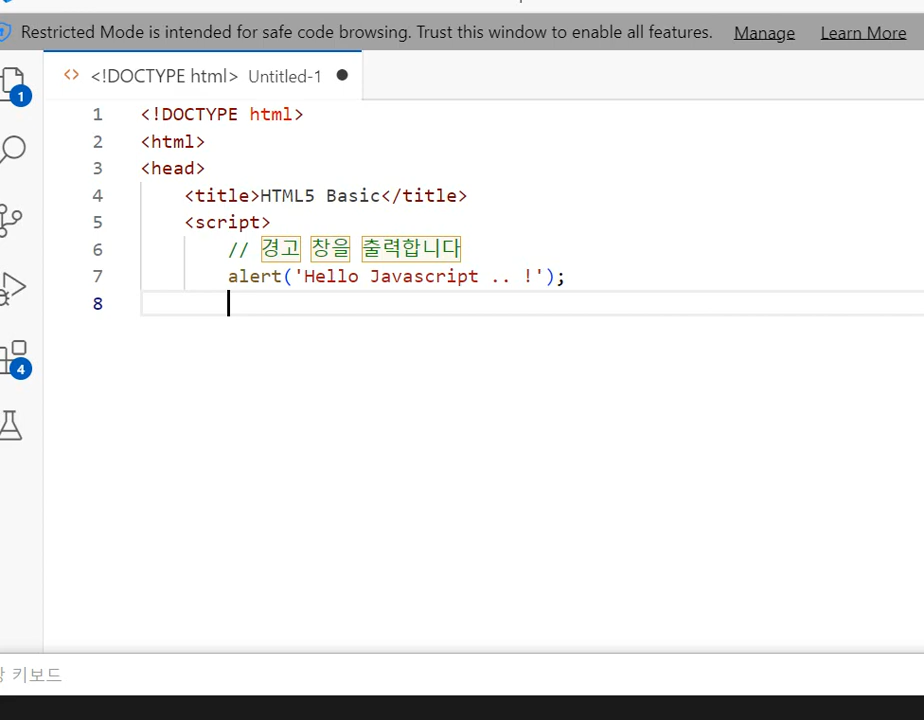 Restricted Mode is intended for safe code browsing. Trust this window to enable all features. Manage Learn More
<> <!DOCTYPE html> Untitled-1 ●
1 <!DOCTYPE html>
2 <html>
3 <head>
4 <title>HTML5 Basic</title>
5 <script>
6 // 경고 창을 출력합니다
7 alert('Hello Javascript .. !');
8
1
4
키보드